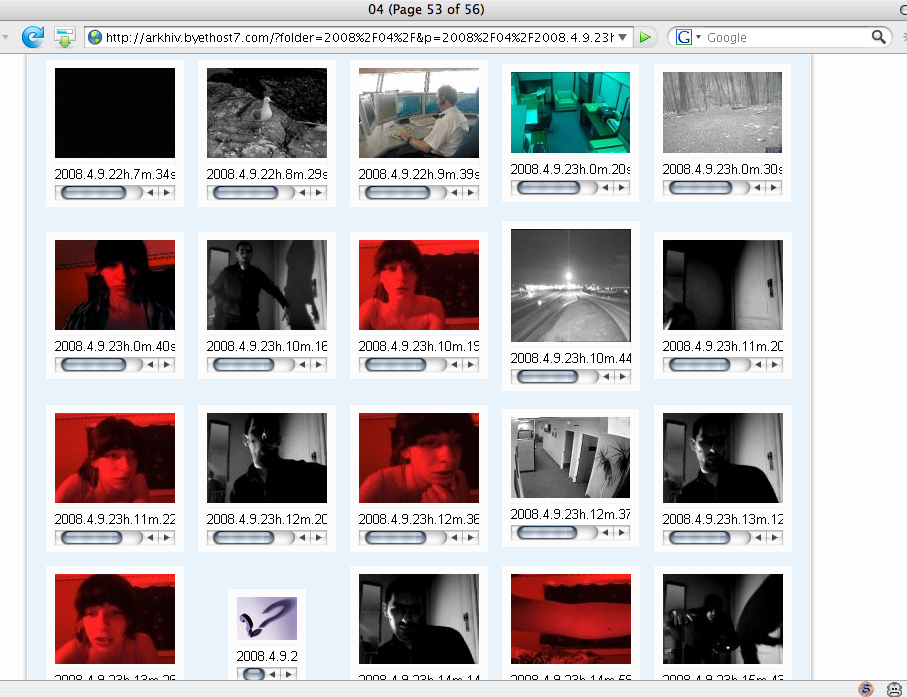 04 (Page 53 of 56)
http://arkhiv.byethost7.com/?folder=2008%2F04%2F&p=2008%2F04%2F2008.4.9.23h
G
Google
2008.4.9.22h.7m.34s
2008.4.9.22h.8m.29s
2008.4.9.22h.9m.39s
2008.4.9.23h.0m.20s
2008.4.9.23h.0m.30s
2008.4.9.23h.0m.40s
2008.4.9.23h.10m.16
2008.4.9.23h.10m.19
2008.4.9.23h.10m.44
2008.4.9.23h.11m.20
2008.4.9.23h.11m.22
2008.4.9.23h.12m.20
2008.4.9.23h.12m.36
2008.4.9.23h.12m.37
2008.4.9.23h.13m.12
2008.4.9.2
2008.4.9.23h.13m.26
2008.4.9.23h.14m.14
2008.4.9.23h.14m.55
2008.4.9.23h.15m.43